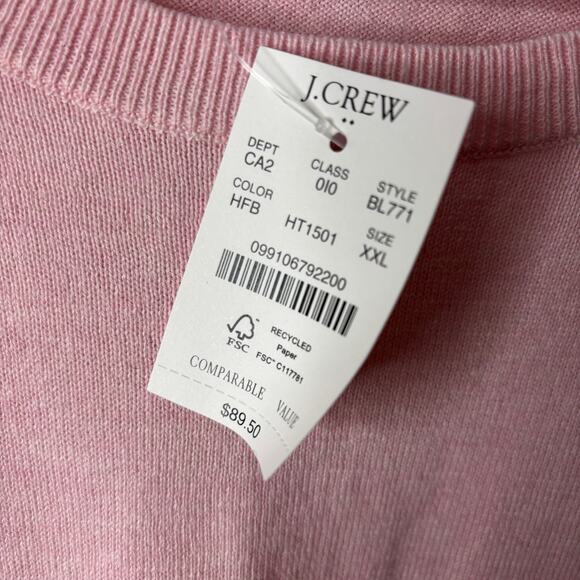 J.CREW
DEPT CLASS STYLE
CA2 010 BL771
COLOR SIZE
HFB HT1501 XXL
099106792200
FSC
RECYCLED
Paper
FSC™ C117781
COMPARABLE VALUE
$89.50